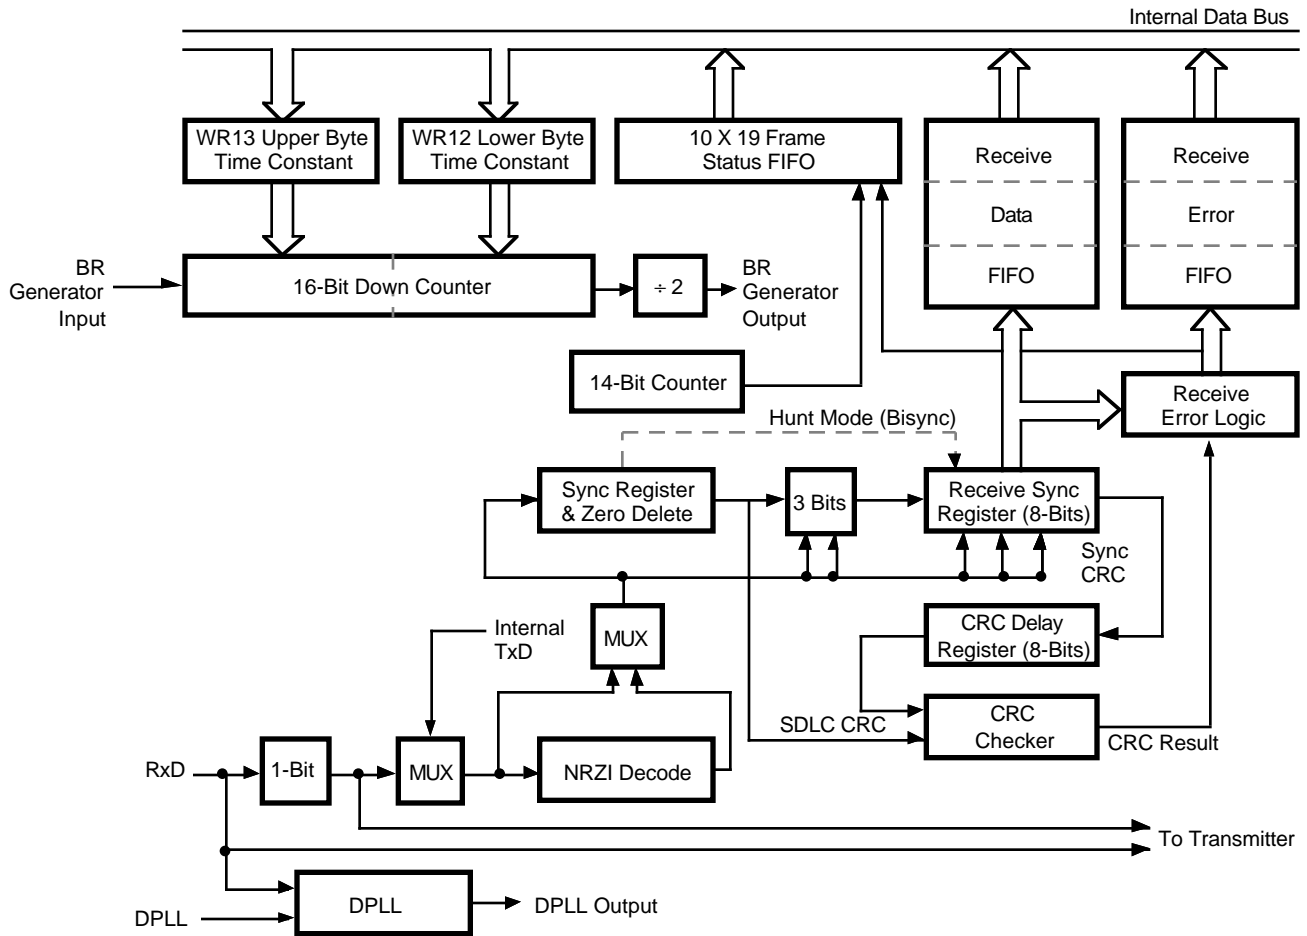 Internal Data Bus
WR13 Upper Byte
Time Constant
WR12 Lower Byte
Time Constant
10 X 19 Frame
Status FIFO
Receive
Data
FIFO
Receive
Error
FIFO
BR
Generator
Input
16-Bit Down Counter
÷ 2
BR
Generator
Output
14-Bit Counter
Receive
Error Logic
Hunt Mode (Bisync)
Sync Register
& Zero Delete
3 Bits
Receive Sync
Register (8-Bits)
Sync
CRC
Internal
TxD
MUX
CRC Delay
Register (8-Bits)
SDLC CRC
CRC
Checker
CRC Result
RxD
1-Bit
MUX
NRZI Decode
To Transmitter
DPLL
DPLL
DPLL Output